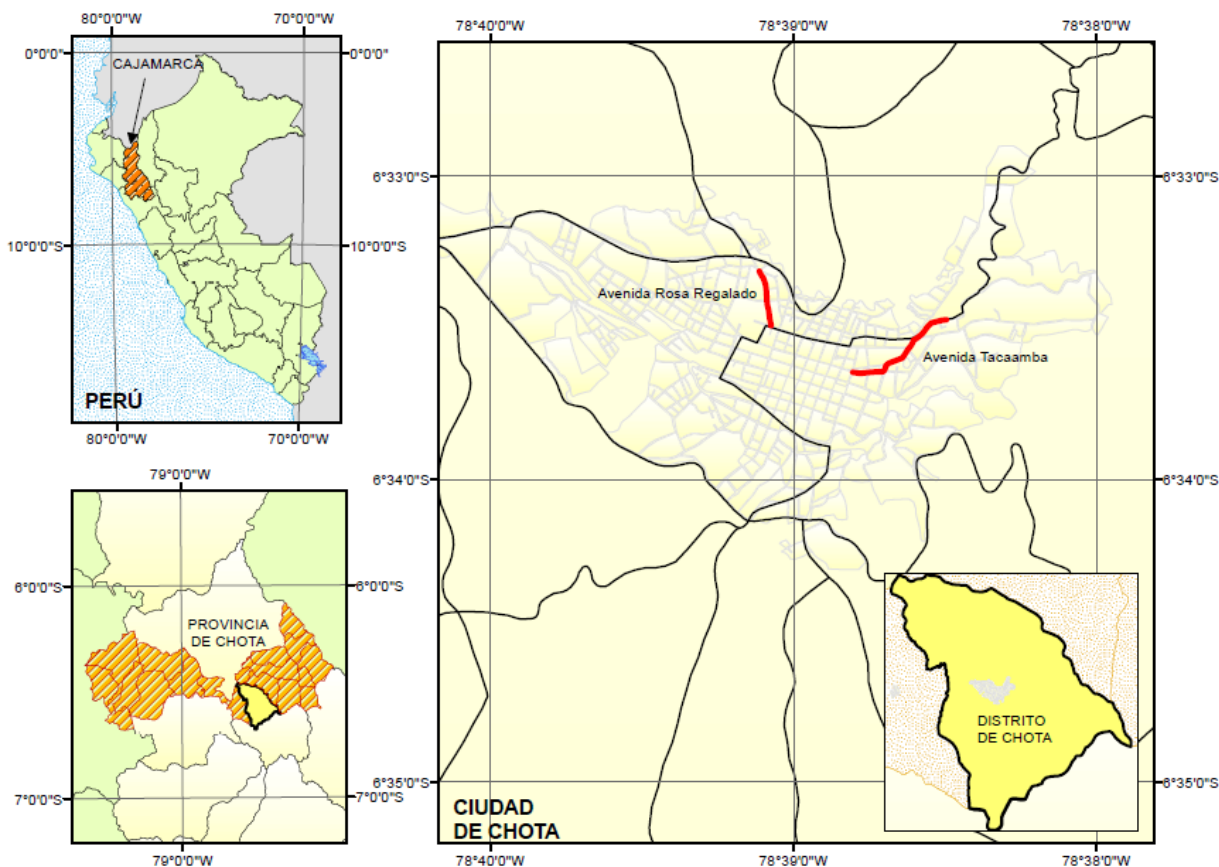 80°0'0"W
70°0'0"W
0°0'0"
0°0'0"
CAJAMARCA
10°0'0"S
10°0'0"S
PERÚ
80°0'0"W
70°0'0"W
79°0'0"W
6°0'0"S
6°0'0"S
PROVINCIA
DE CHOTA
7°0'0"S
7°0'0"S
79°0'0"W
78°40'0"W
78°39'0"W
78°38'0"W
6°33'0"S
6°33'0"S
Avenida Rosa Regalado
Avenida Tacaamba
6°34'0"S
6°34'0"S
DISTRITO
DE CHOTA
6°35'0"S
6°35'0"S
CIUDAD
DE CHOTA
78°40'0"W
78°39'0"W
78°38'0"W